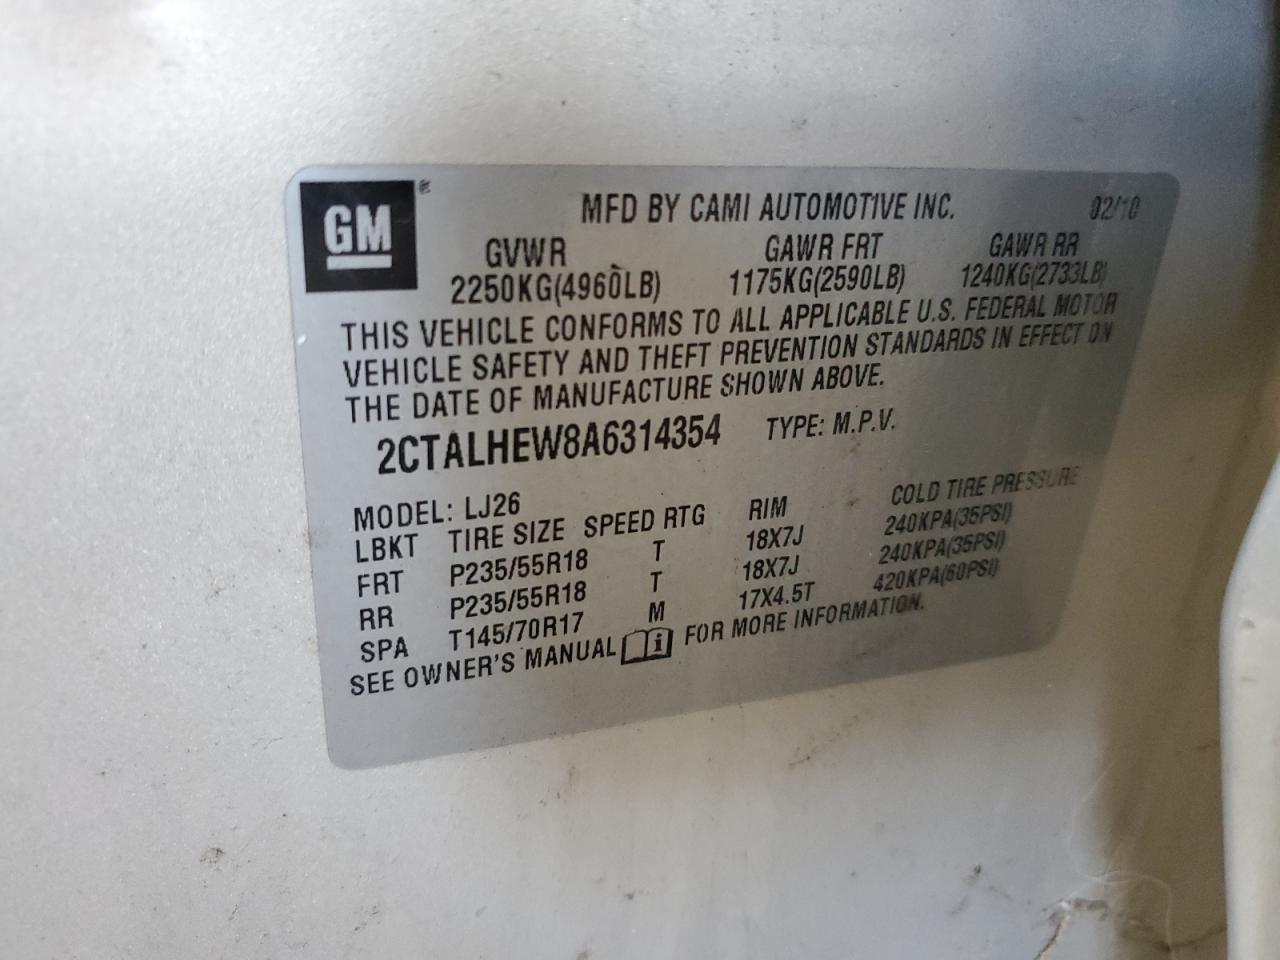 GM ®
MFD BY CAMI AUTOMOTIVE INC. 02/10
GVWR GAWR FRT GAWR RR
2250KG(4960LB) 1175KG(2590LB) 1240KG(2733LB)
THIS VEHICLE CONFORMS TO ALL APPLICABLE U.S. FEDERAL MOTOR
VEHICLE SAFETY AND THEFT PREVENTION STANDARDS IN EFFECT ON
THE DATE OF MANUFACTURE SHOWN ABOVE.
2CTALHEW8A6314354 TYPE: M.P.V.
MODEL: LJ26
LBKT TIRE SIZE SPEED RTG RIM COLD TIRE PRESSURE
FRT P235/55R18 T 18X7J 240KPA(35PSI)
RR P235/55R18 T 18X7J 240KPA(35PSI)
SPA T145/70R17 M 17X4.5T 420KPA(60PSI)
SEE OWNER'S MANUAL i FOR MORE INFORMATION.